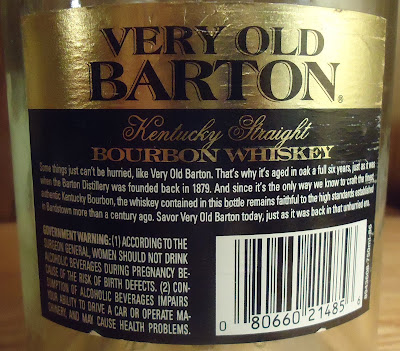 VERY OLD
BARTON®
Kentucky Straight
BOURBON WHISKEY
Some things just can't be hurried, like Very Old Barton. That's why it's aged in oak a full six years, just as it was
when the Barton Distillery was founded back in 1879. And since it's the only way we know to craft the finest,
authentic Kentucky Bourbon, the whiskey contained in this bottle remains faithful to the high standards established
in Bardstown more than a century ago. Savor Very Old Barton today, just as it was back in that unhurried era.
GOVERNMENT WARNING: (1) ACCORDING TO THE
SURGEON GENERAL, WOMEN SHOULD NOT DRINK
ALCOHOLIC BEVERAGES DURING PREGNANCY BE-
CAUSE OF THE RISK OF BIRTH DEFECTS. (2) CON-
SUMPTION OF ALCOHOLIC BEVERAGES IMPAIRS
YOUR ABILITY TO DRIVE A CAR OR OPERATE MA-
CHINERY, AND MAY CAUSE HEALTH PROBLEMS.
0 80660 21485 6